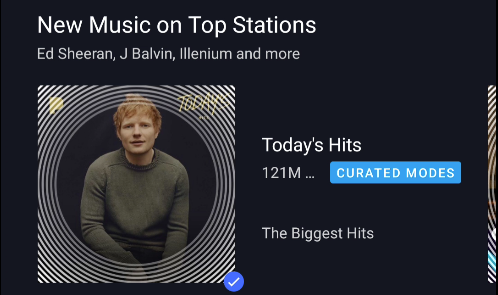 New Music on Top Stations
Ed Sheeran, J Balvin, Illenium and more
TODAY'S
HITS
Today's Hits
121M ... CURATED MODES
The Biggest Hits